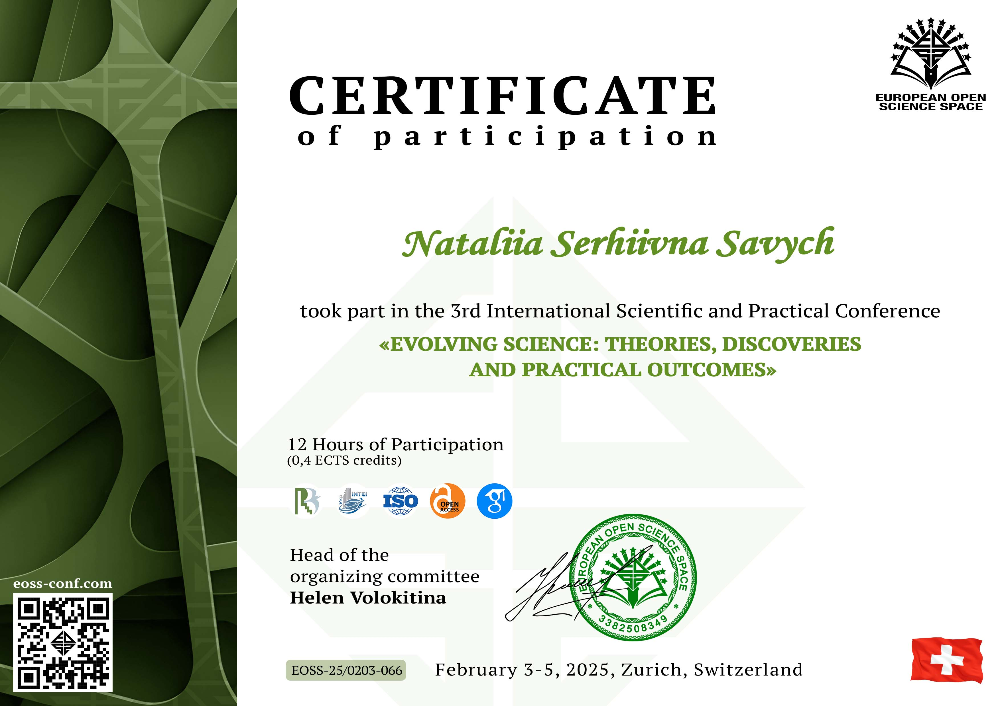 CERTIFICATE
of participation
EUROPEAN OPEN
SCIENCE SPACE
Nataliia Serhiivna Savych
took part in the 3rd International Scientific and Practical Conference
«EVOLVING SCIENCE: THEORIES, DISCOVERIES
AND PRACTICAL OUTCOMES»
12 Hours of Participation
(0,4 ECTS credits)
Укр ІНТЕІ
ISO
OPEN
ACCESS
Head of the
organizing committee
Helen Volokitina
EUROPEAN OPEN SCIENCE SPACE
* 3382508349 *
eoss-conf.com
EOSS-25/0203-066
February 3-5, 2025, Zurich, Switzerland